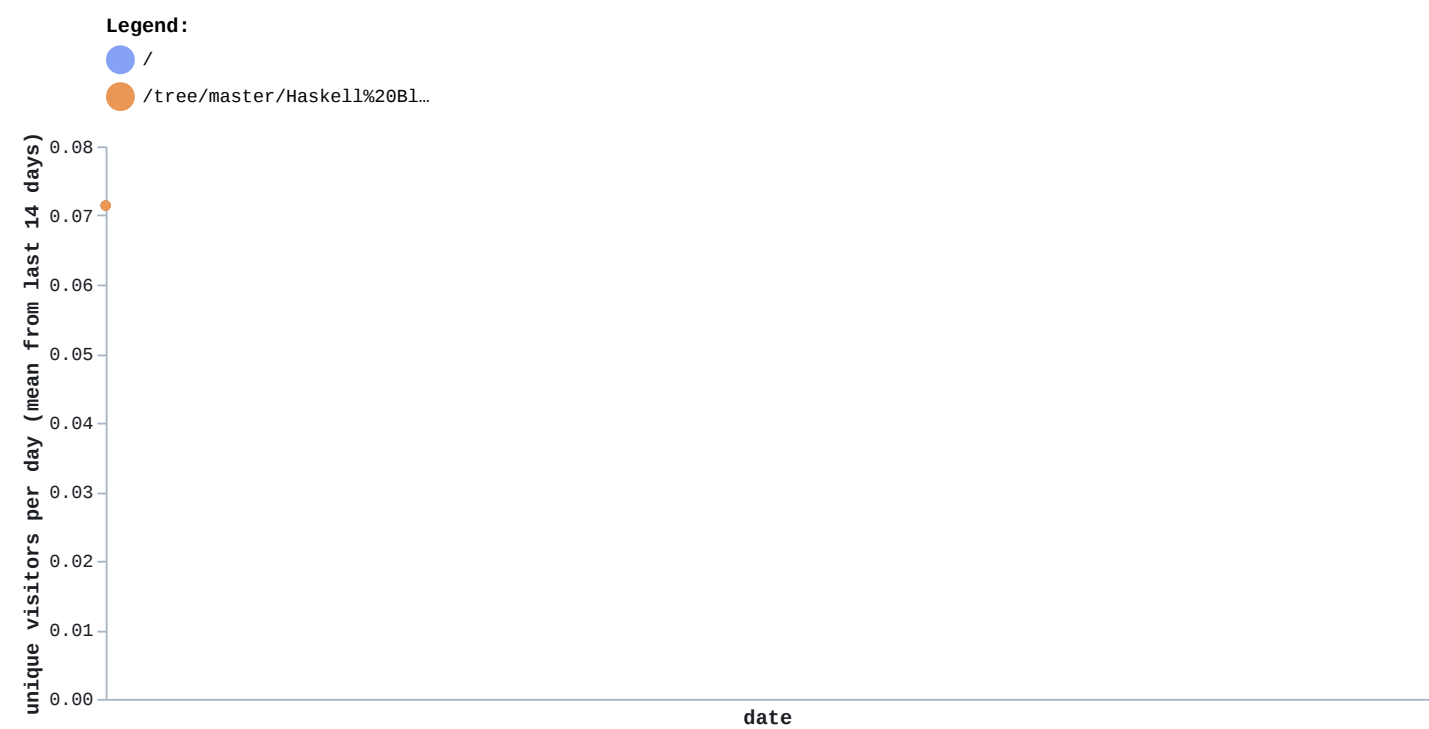 Legend:
/
/tree/master/Haskell%20Bl…
unique visitors per day (mean from last 14 days)
0.08
0.07
0.06
0.05
0.04
0.03
0.02
0.01
0.00
date